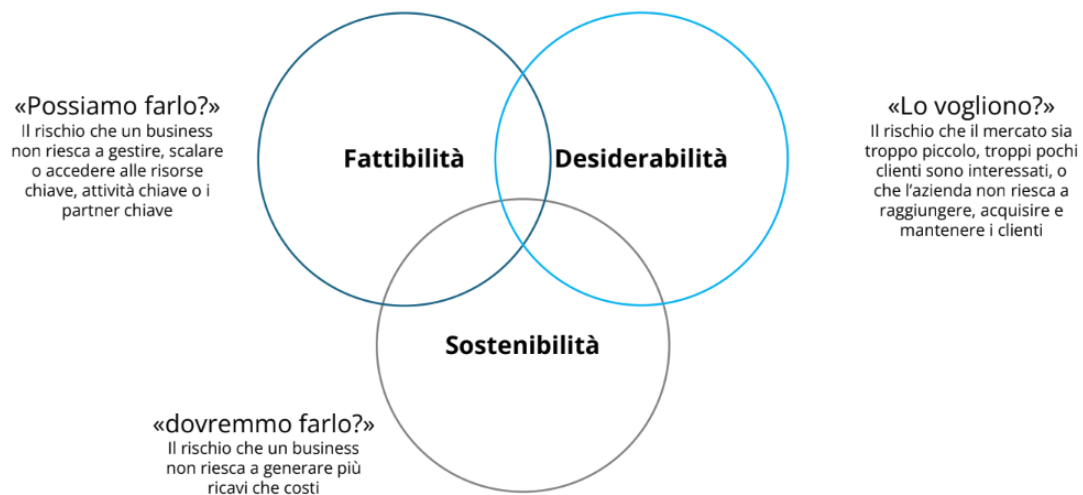 «Possiamo farlo?»
Il rischio che un business
non riesca a gestire, scalare
o accedere alle risorse
chiave, attività chiave o i
partner chiave
Fattibilità
Desiderabilità
«Lo vogliono?»
Il rischio che il mercato sia
troppo piccolo, troppi pochi
clienti sono interessati, o
che l’azienda non riesca a
raggiungere, acquisire e
mantenere i clienti
Sostenibilità
«dovremmo farlo?»
Il rischio che un business
non riesca a generare più
ricavi che costi